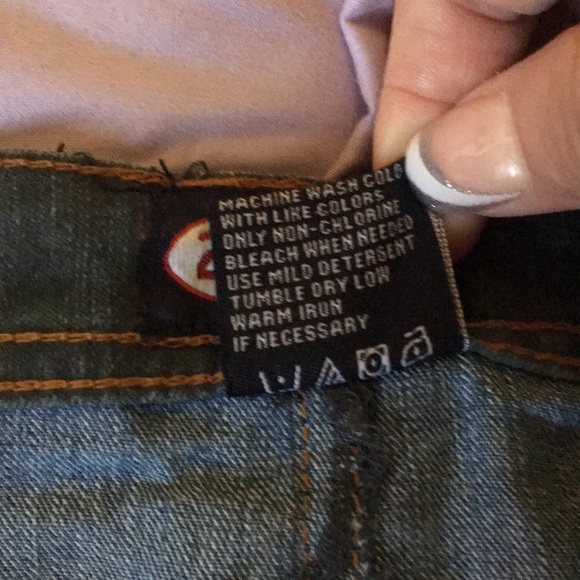 MACHINE WASH COLD
WITH LIKE COLORS
ONLY NON-CHLORINE
BLEACH WHEN NEEDED
USE MILD DETERGENT
TUMBLE DRY LOW
WARM IRON
IF NECESSARY